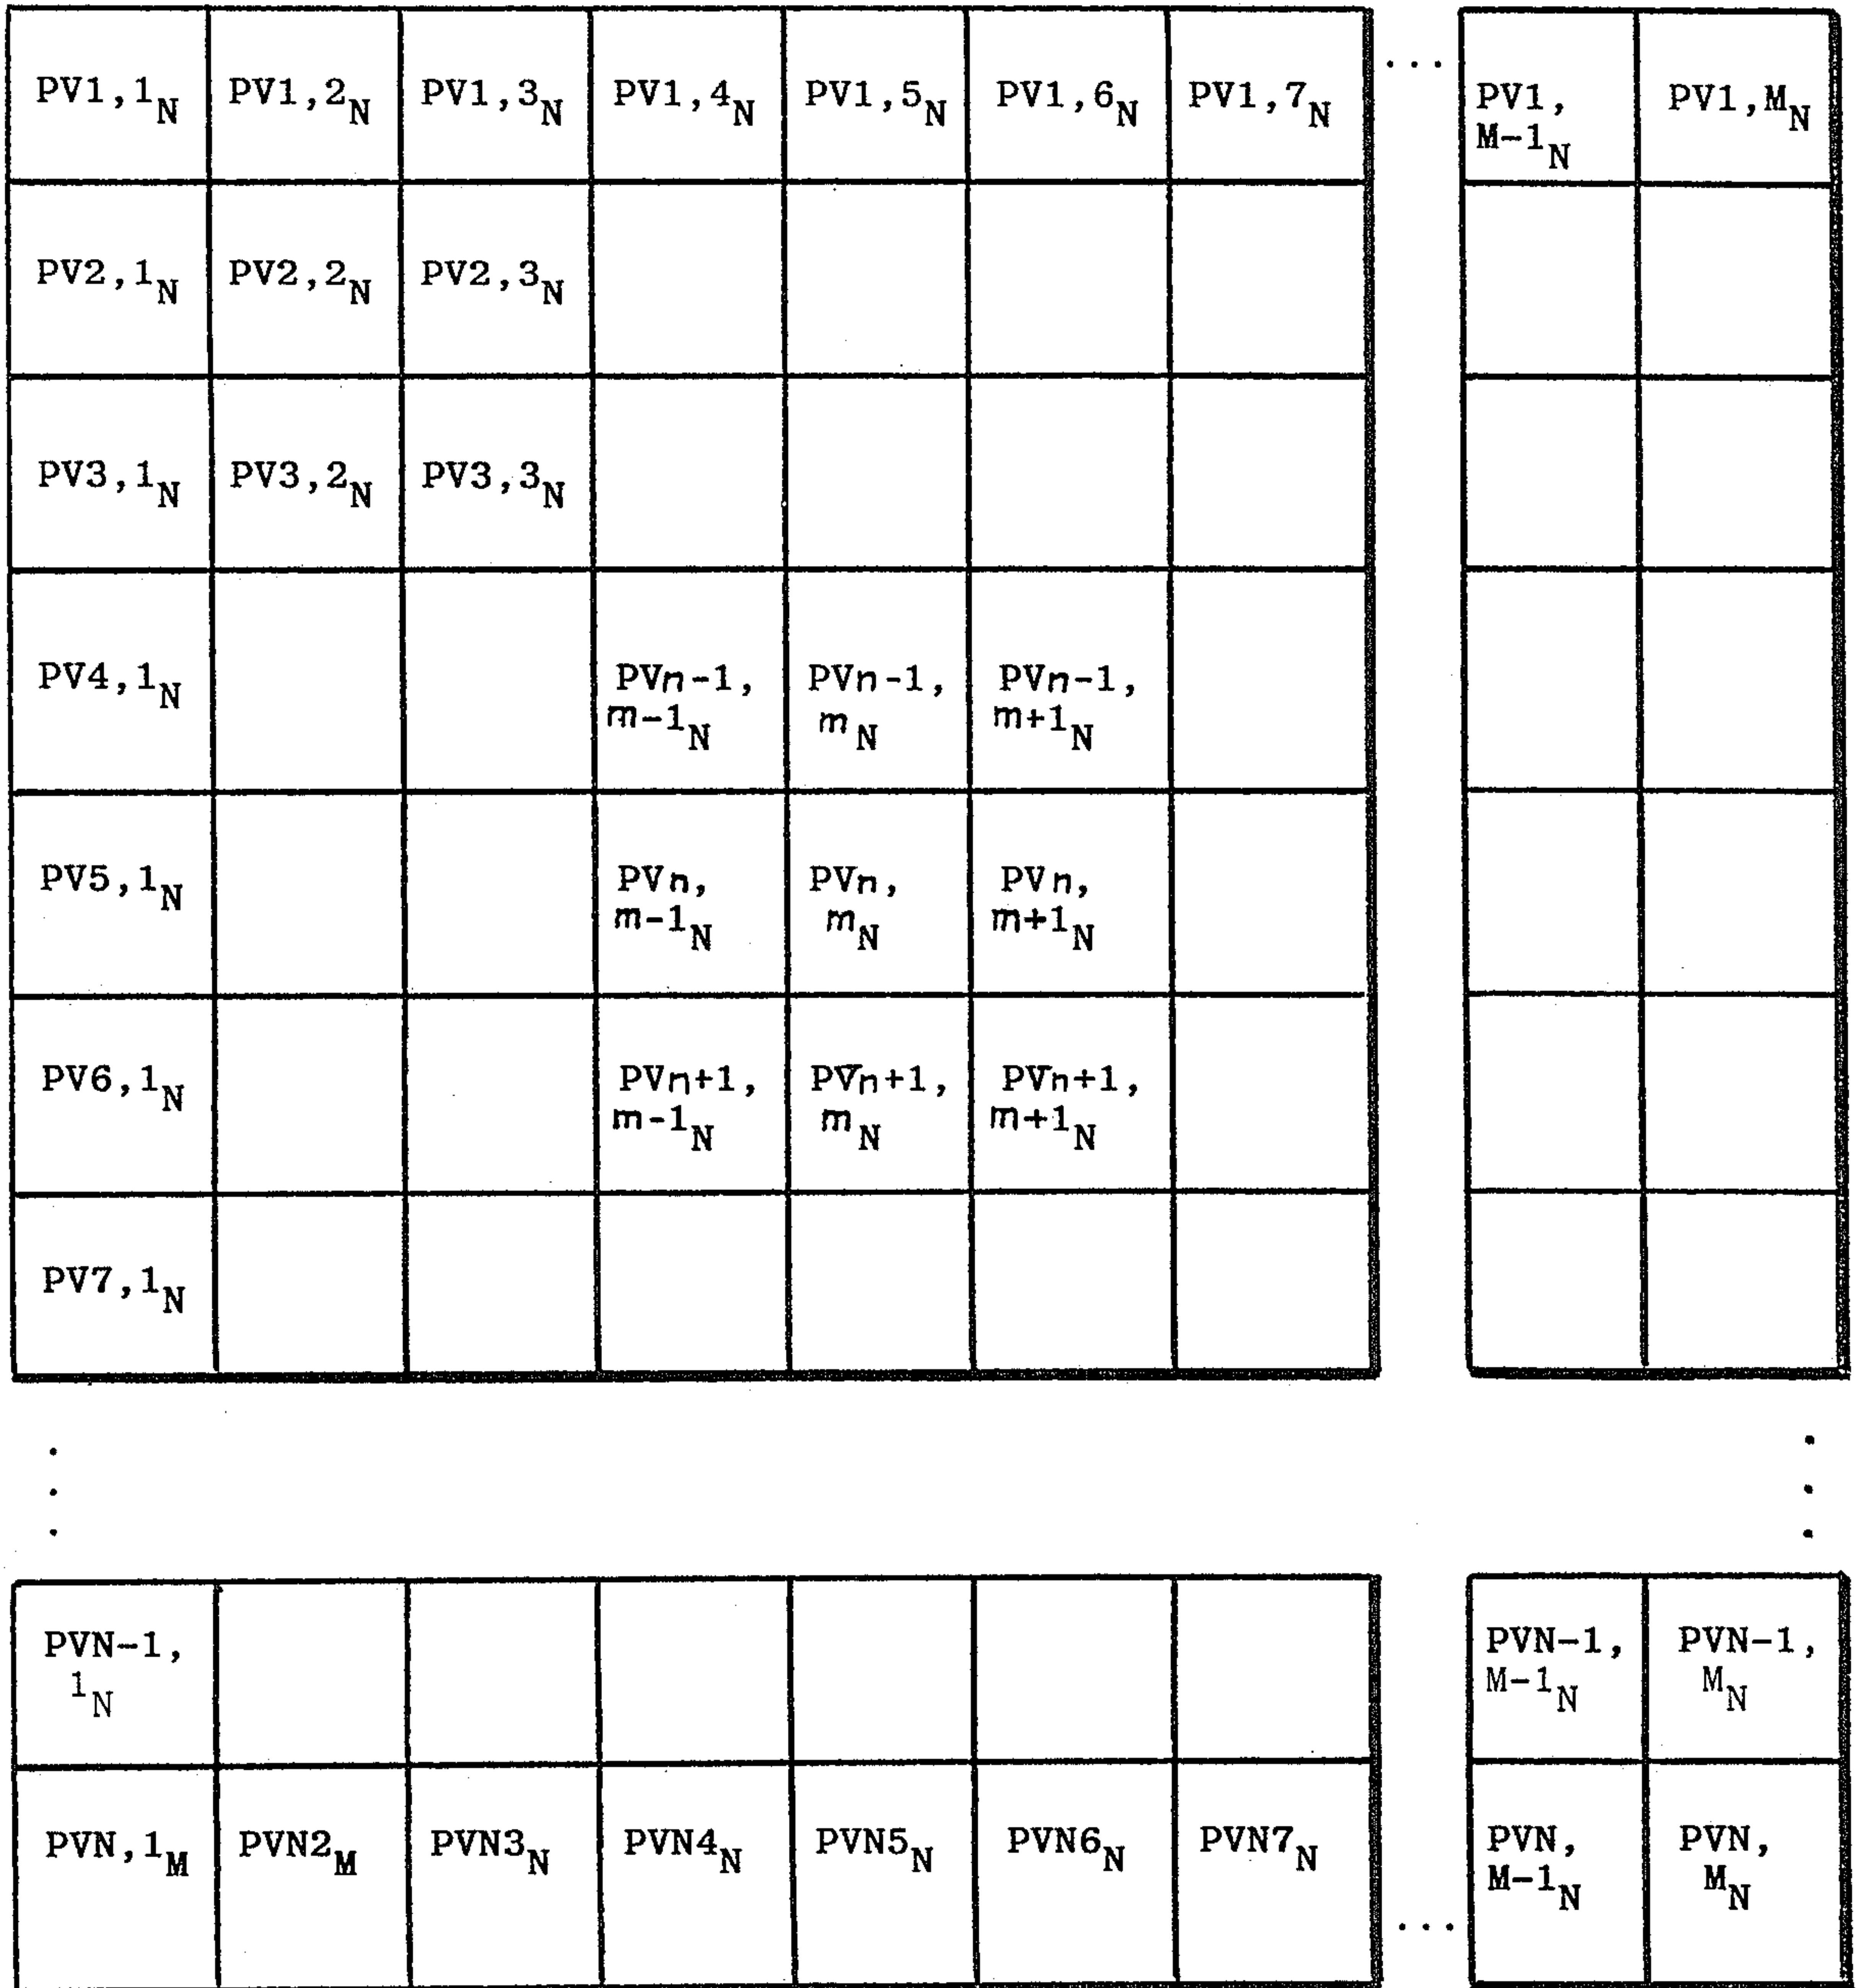 PV1,1N PV1,2N PV1,3N PV1,4N PV1,5N PV1,6N PV1,7N ... PV1, M-1N PV1,MN
PV2,1N PV2,2N PV2,3N
PV3,1N PV3,2N PV3,3N
PV4,1N PVn-1, m-1N PVn-1, mN PVn-1, m+1N
PV5,1N PVn, m-1N PVn, mN PVn, m+1N
PV6,1N PVn+1, m-1N PVn+1, mN PVn+1, m+1N
PV7,1N
PVN-1, 1N PVN-1, M-1N PVN-1, MN
PVN,1M PVN2M PVN3N PVN4N PVN5N PVN6N PVN7N ... PVN, M-1N PVN, MN